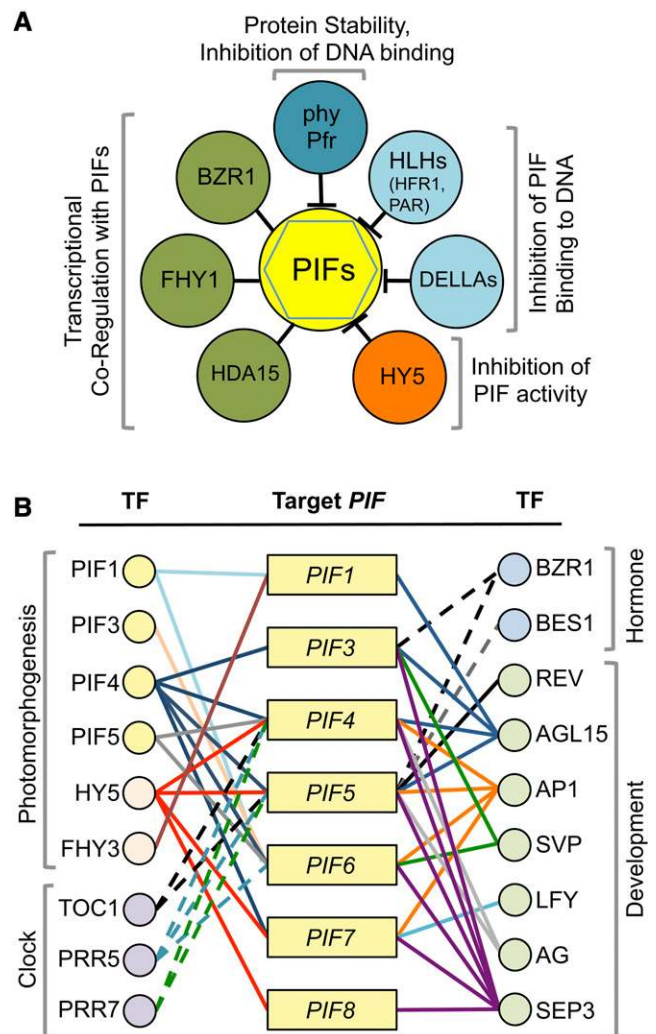 A
Protein Stability,
Inhibition of DNA binding
Transcriptional
Co-Regulation with PIFs
phy
Pfr
BZR1
HLHs
(HFR1,
PAR)
FHY1
PIFs
DELLAs
HDA15
HY5
Inhibition of PIF
Binding to DNA
Inhibition of
PIF activity
B
TF Target PIF TF
Photomorphogenesis
Clock
PIF1 PIF1 BZR1
PIF3 BES1
PIF3 REV
PIF4
PIF4 AGL15
PIF5
HY5 PIF5 AP1
FHY3 PIF6 SVP
TOC1 LFY
PRR5 PIF7 AG
PRR7 PIF8 SEP3
Hormone
Development